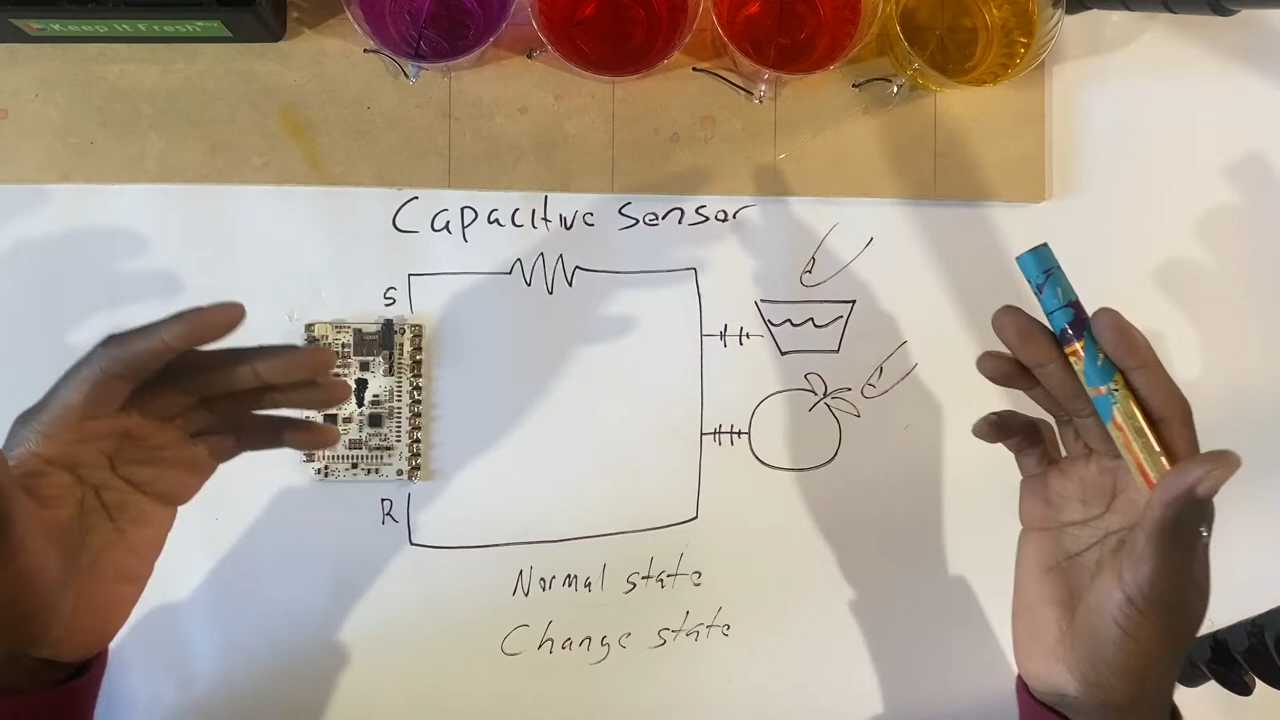 Keep It Fresh
Capacitive Sensor
S
R
Normal state
Change state